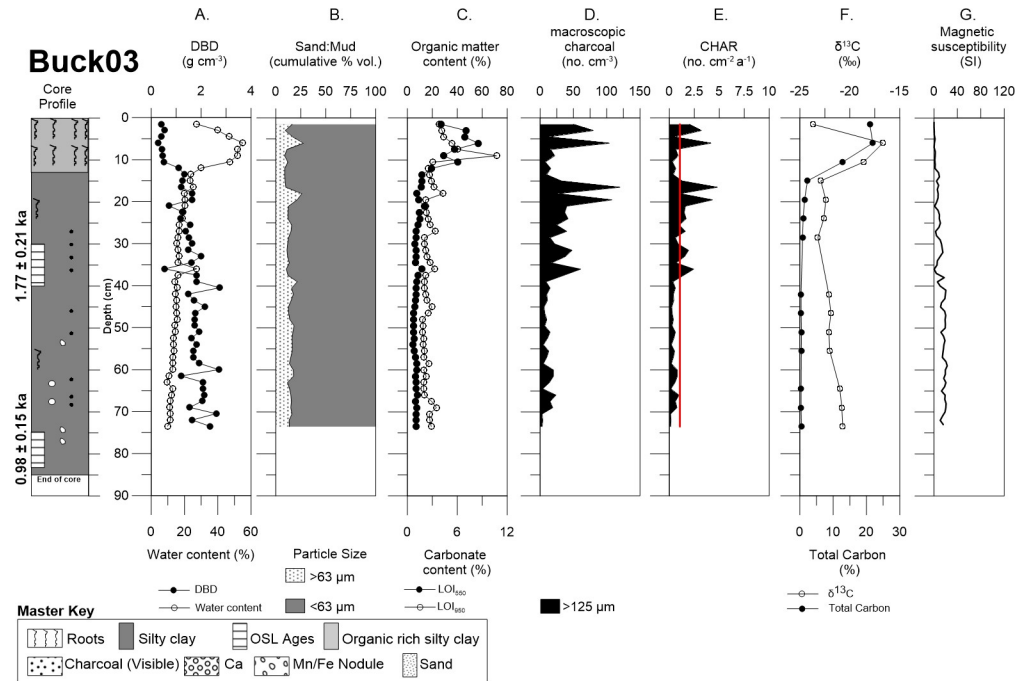 A. B. C. D. E. F. G.
Buck03
DBD
(g cm⁻³)
Sand:Mud
(cumulative % vol.)
Organic matter
content (%)
macroscopic
charcoal
(no. cm⁻³)
CHAR
(no. cm⁻² a⁻¹)
δ¹³C
(‰)
Magnetic
susceptibility
(SI)
Core
Profile
0 2 4
0 25 50 75 100
0 20 40 60 80
0 50 100 150
0 2 4 6 8 10
-25 -20 -15
0 40 80 120
1.77 ± 0.21 ka
0.98 ± 0.15 ka
End of core
Depth (cm)
0
10
20
30
40
50
60
70
80
90
0 20 40 60
0 4 8 12
0 5 15 25 30
Water content (%)
DBD
Water content
Particle Size
>63 µm
<63 µm
Carbonate
content (%)
LOI₅₅₀
LOI₉₅₀
>125 µm
Total Carbon
(%)
δ¹³C
Total Carbon
Master Key
Roots Silty clay OSL Ages Organic rich silty clay
Charcoal (Visible) Ca Mn/Fe Nodule Sand